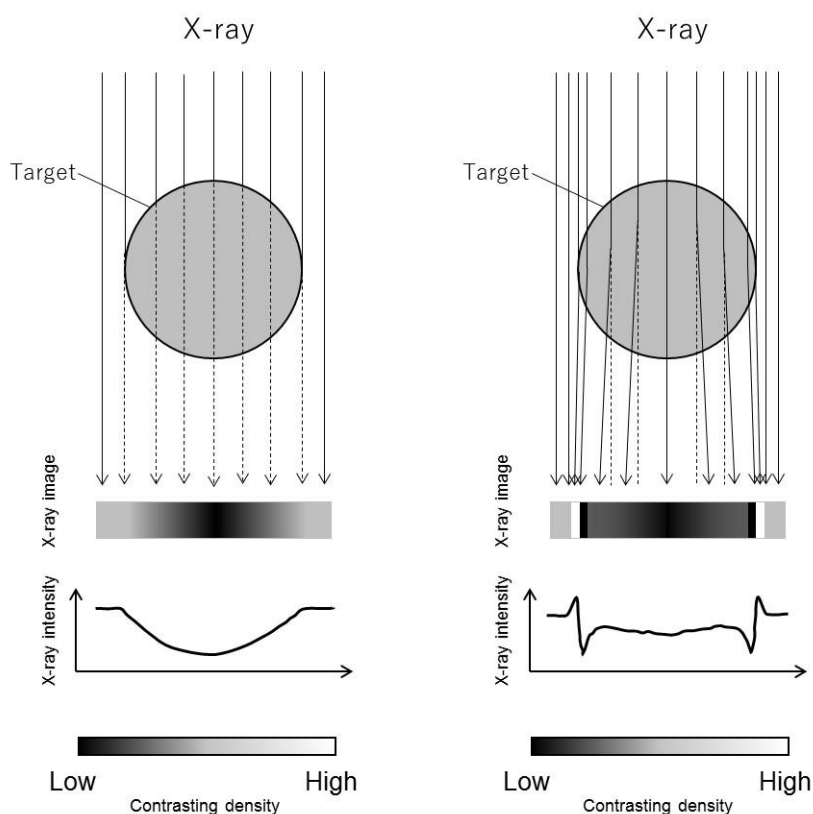 X-ray
Target
X-ray image
X-ray intensity
Low
High
Contrasting density
X-ray
Target
X-ray image
X-ray intensity
Low
High
Contrasting density